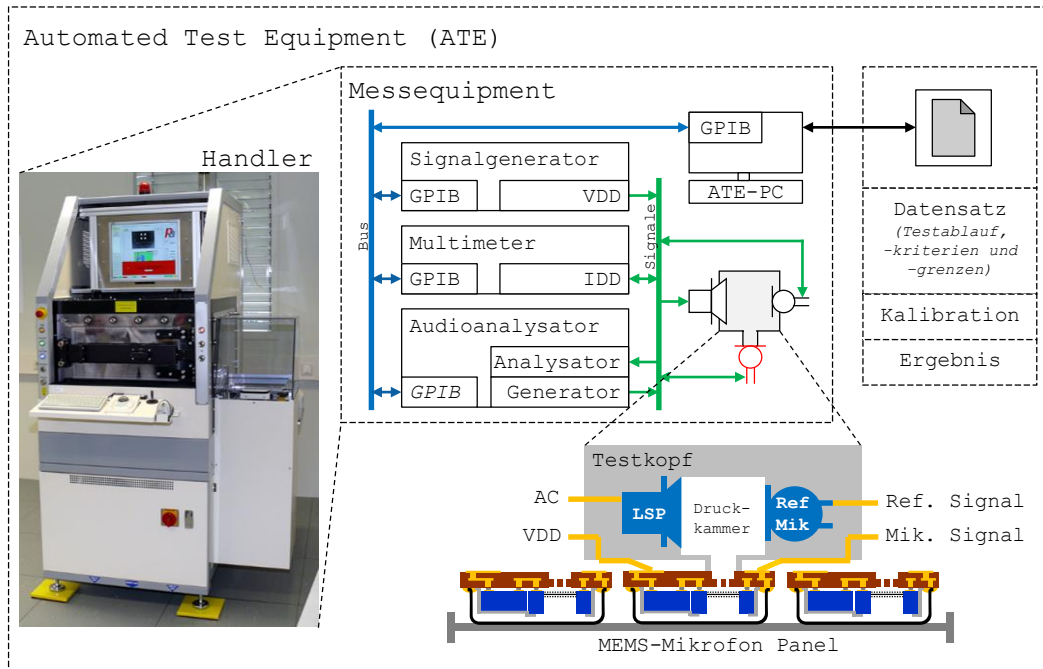 Automated Test Equipment (ATE)
Handler
Messequipment
Bus
GPIB
ATE-PC
Signalgenerator
GPIB
VDD
Signale
Multimeter
GPIB
IDD
Audioanalysator
Analysator
GPIB
Generator
Datensatz
(Testablauf,
-kriterien und
-grenzen)
Kalibration
Ergebnis
Testkopf
AC
LSP
Druck-
kammer
Ref
Mik
Ref. Signal
VDD
Mik. Signal
MEMS-Mikrofon Panel